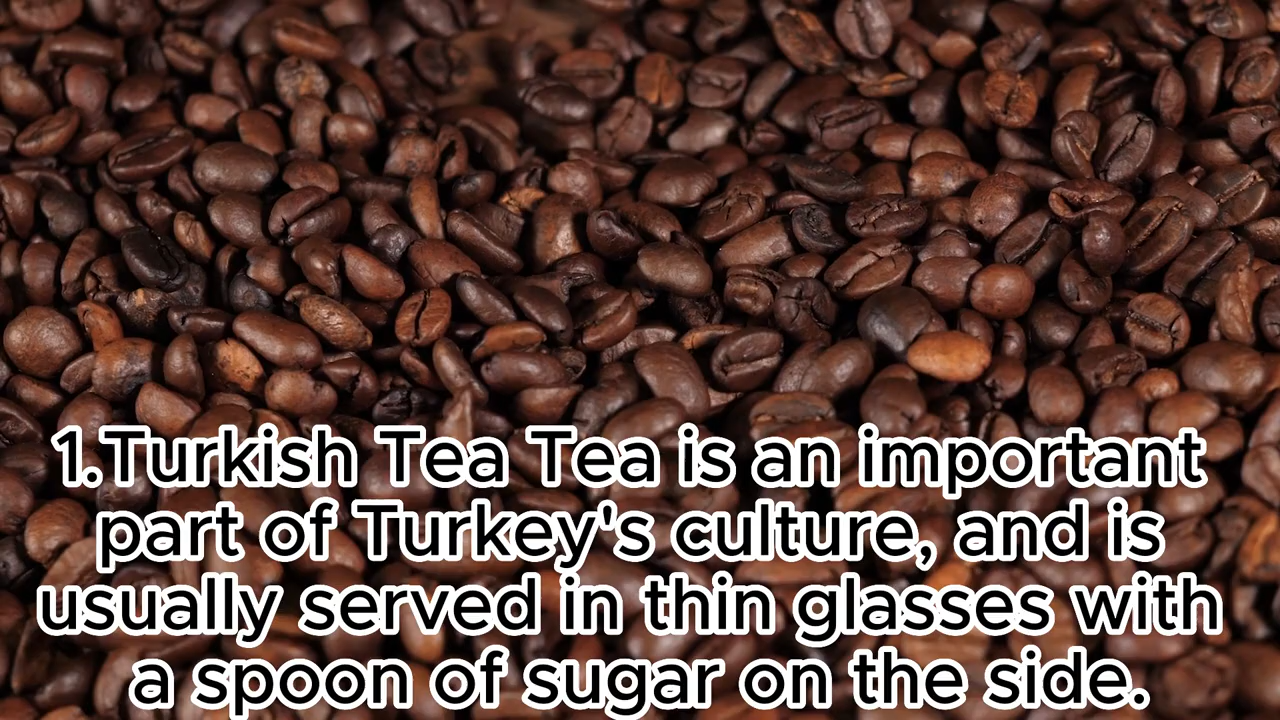 1.Turkish Tea Tea is an important
part of Turkey's culture, and is
usually served in thin glasses with
a spoon of sugar on the side.